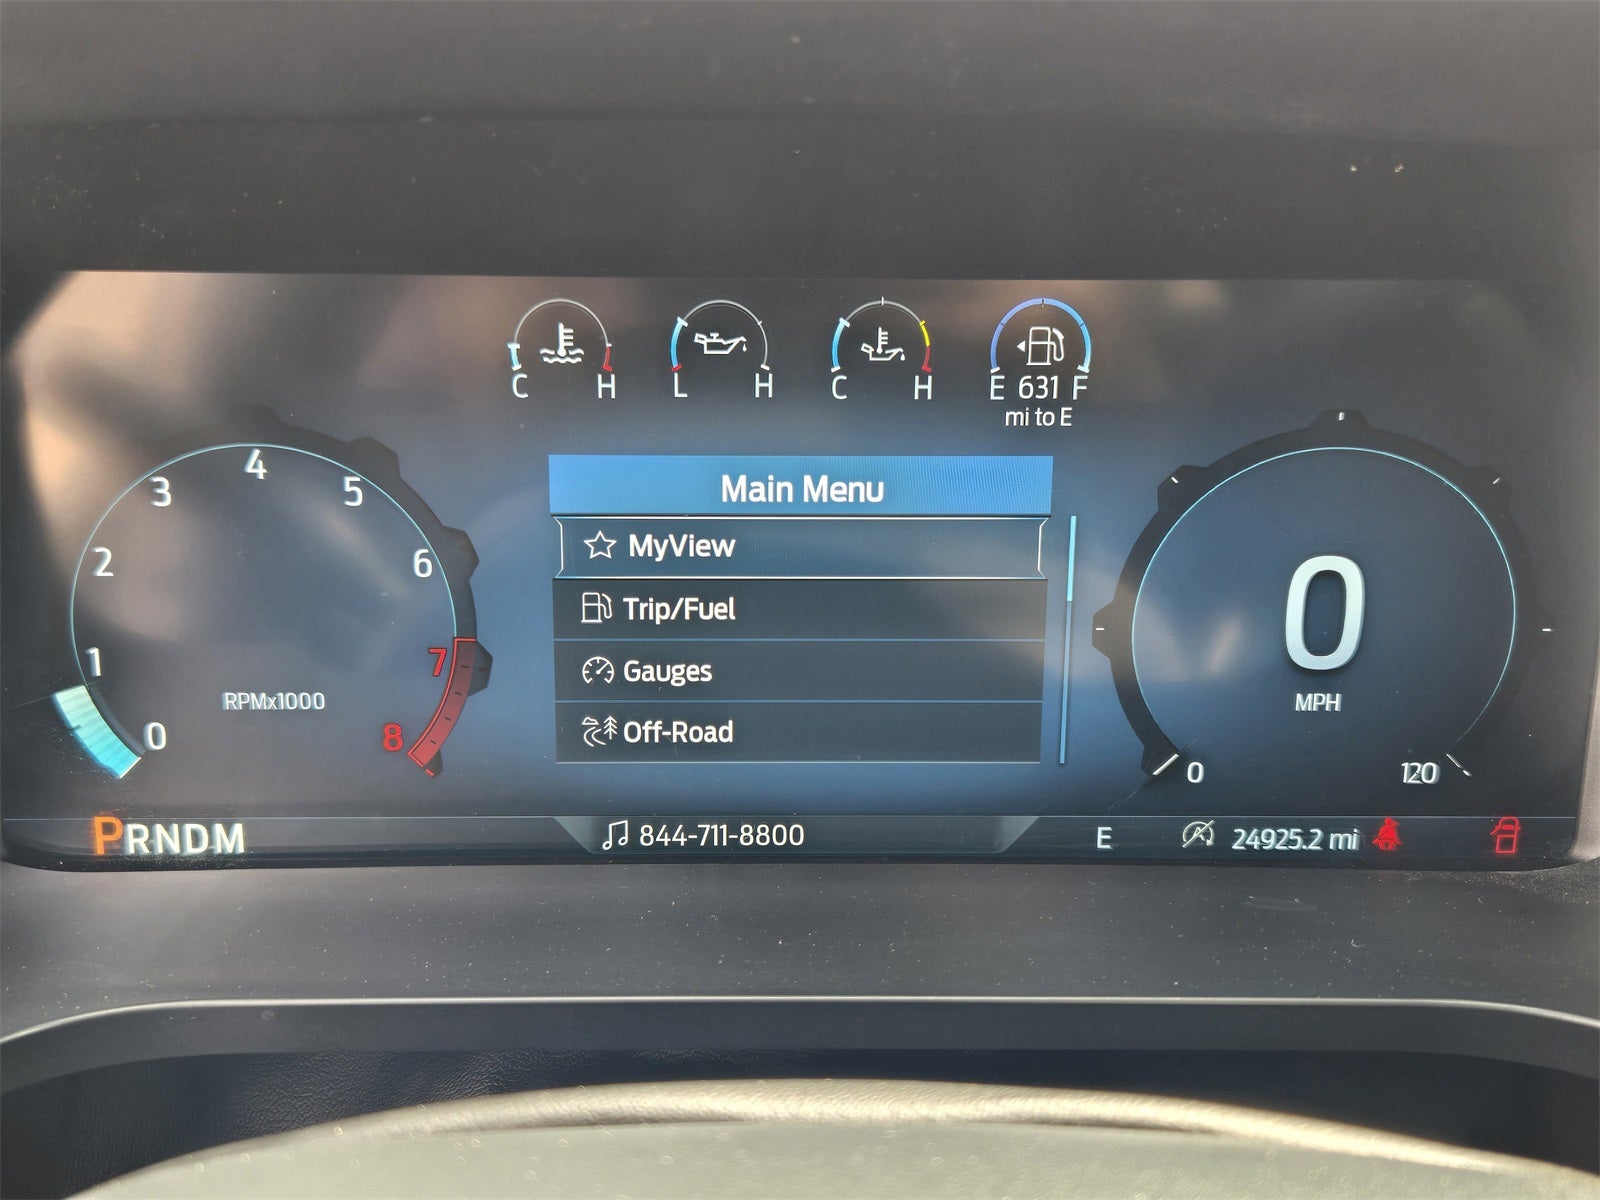 C H L H C H E 631 F
mi to E
4
3 5
2 6
1 7
0 8
RPMx1000
Main Menu
MyView
Trip/Fuel
Gauges
Off-Road
0
MPH
0 120
PRNDM
844-711-8800
E
24925.2 mi